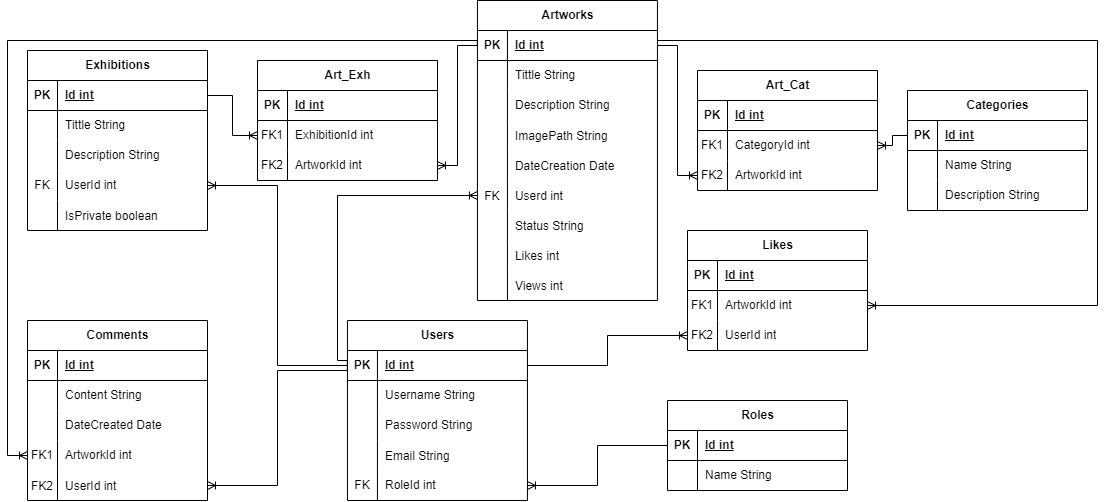 Artworks
PK Id int
Tittle String
Description String
ImagePath String
DateCreation Date
FK Userd int
Status String
Likes int
Views int
Exhibitions
PK Id int
Tittle String
Description String
FK UserId int
IsPrivate boolean
Art_Exh
PK Id int
FK1 ExhibitionId int
FK2 ArtworkId int
Art_Cat
PK Id int
FK1 CategoryId int
FK2 ArtworkId int
Categories
PK Id int
Name String
Description String
Likes
PK Id int
FK1 ArtworkId int
FK2 UserId int
Comments
PK Id int
Content String
DateCreated Date
FK1 ArtworkId int
FK2 UserId int
Users
PK Id int
Username String
Password String
Email String
FK RoleId int
Roles
PK Id int
Name String